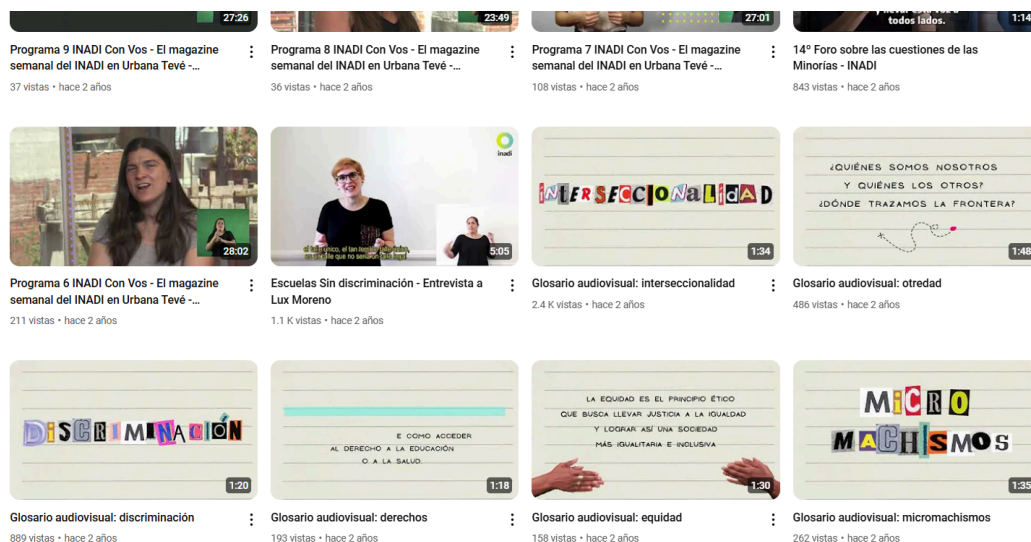 27:26
23:49
27:01
todos lados.
1:14
Programa 9 INADI Con Vos - El magazine
semanal del INADI en Urbana Tevé -...
37 vistas • hace 2 años
Programa 8 INADI Con Vos - El magazine
semanal del INADI en Urbana Tevé -...
36 vistas • hace 2 años
Programa 7 INADI Con Vos - El magazine
semanal del INADI en Urbana Tevé -...
108 vistas • hace 2 años
14º Foro sobre las cuestiones de las
Minorías - INADI
843 vistas • hace 2 años
28:02
Programa 6 INADI Con Vos - El magazine
semanal del INADI en Urbana Tevé -...
211 vistas • hace 2 años
inadi
5:05
Escuelas Sin discriminación - Entrevista a
Lux Moreno
1.1 K vistas • hace 2 años
INTERSECCIONALIDAD
1:34
Glosario audiovisual: interseccionalidad
2.4 K vistas • hace 2 años
¿QUIÉNES SOMOS NOSOTROS
Y QUIÉNES LOS OTROS?
¿DÓNDE TRAZAMOS LA FRONTERA?
1:48
Glosario audiovisual: otredad
486 vistas • hace 2 años
DISCRIMINACIÓN
1:20
Glosario audiovisual: discriminación
889 vistas • hace 2 años
E COMO ACCEDER
AL DERECHO A LA EDUCACIÓN
O A LA SALUD.
1:18
Glosario audiovisual: derechos
193 vistas • hace 2 años
LA EQUIDAD ES EL PRINCIPIO ÉTICO
QUE BUSCA LLEVAR JUSTICIA A LA IGUALDAD
Y LOGRAR ASÍ UNA SOCIEDAD
MÁS IGUALITARIA E INCLUSIVA
1:30
Glosario audiovisual: equidad
158 vistas • hace 2 años
MICRO
MACHISMOS
1:35
Glosario audiovisual: micromachismos
262 vistas • hace 2 años